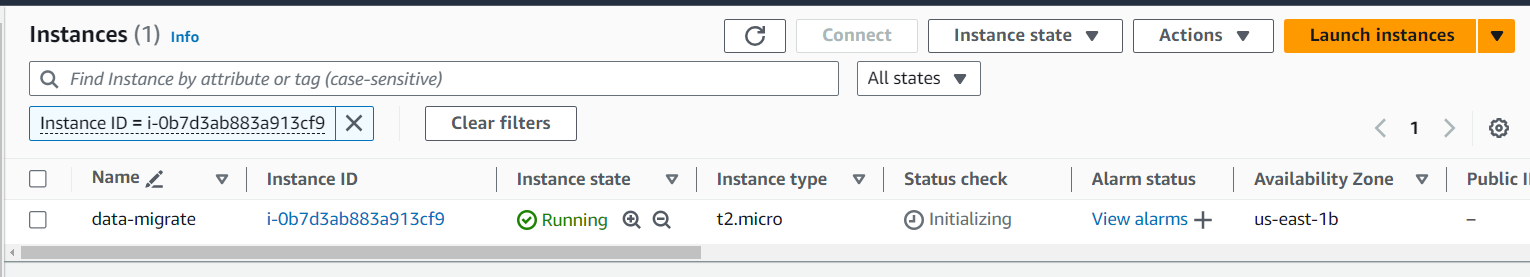 Instances (1) Info
Connect
Instance state
Actions
Launch instances
Find Instance by attribute or tag (case-sensitive)
All states
Instance ID = i-0b7d3ab883a913cf9
Clear filters
1
Name Instance ID Instance state Instance type Status check Alarm status Availability Zone Public I
data-migrate i-0b7d3ab883a913cf9 Running t2.micro Initializing View alarms + us-east-1b –